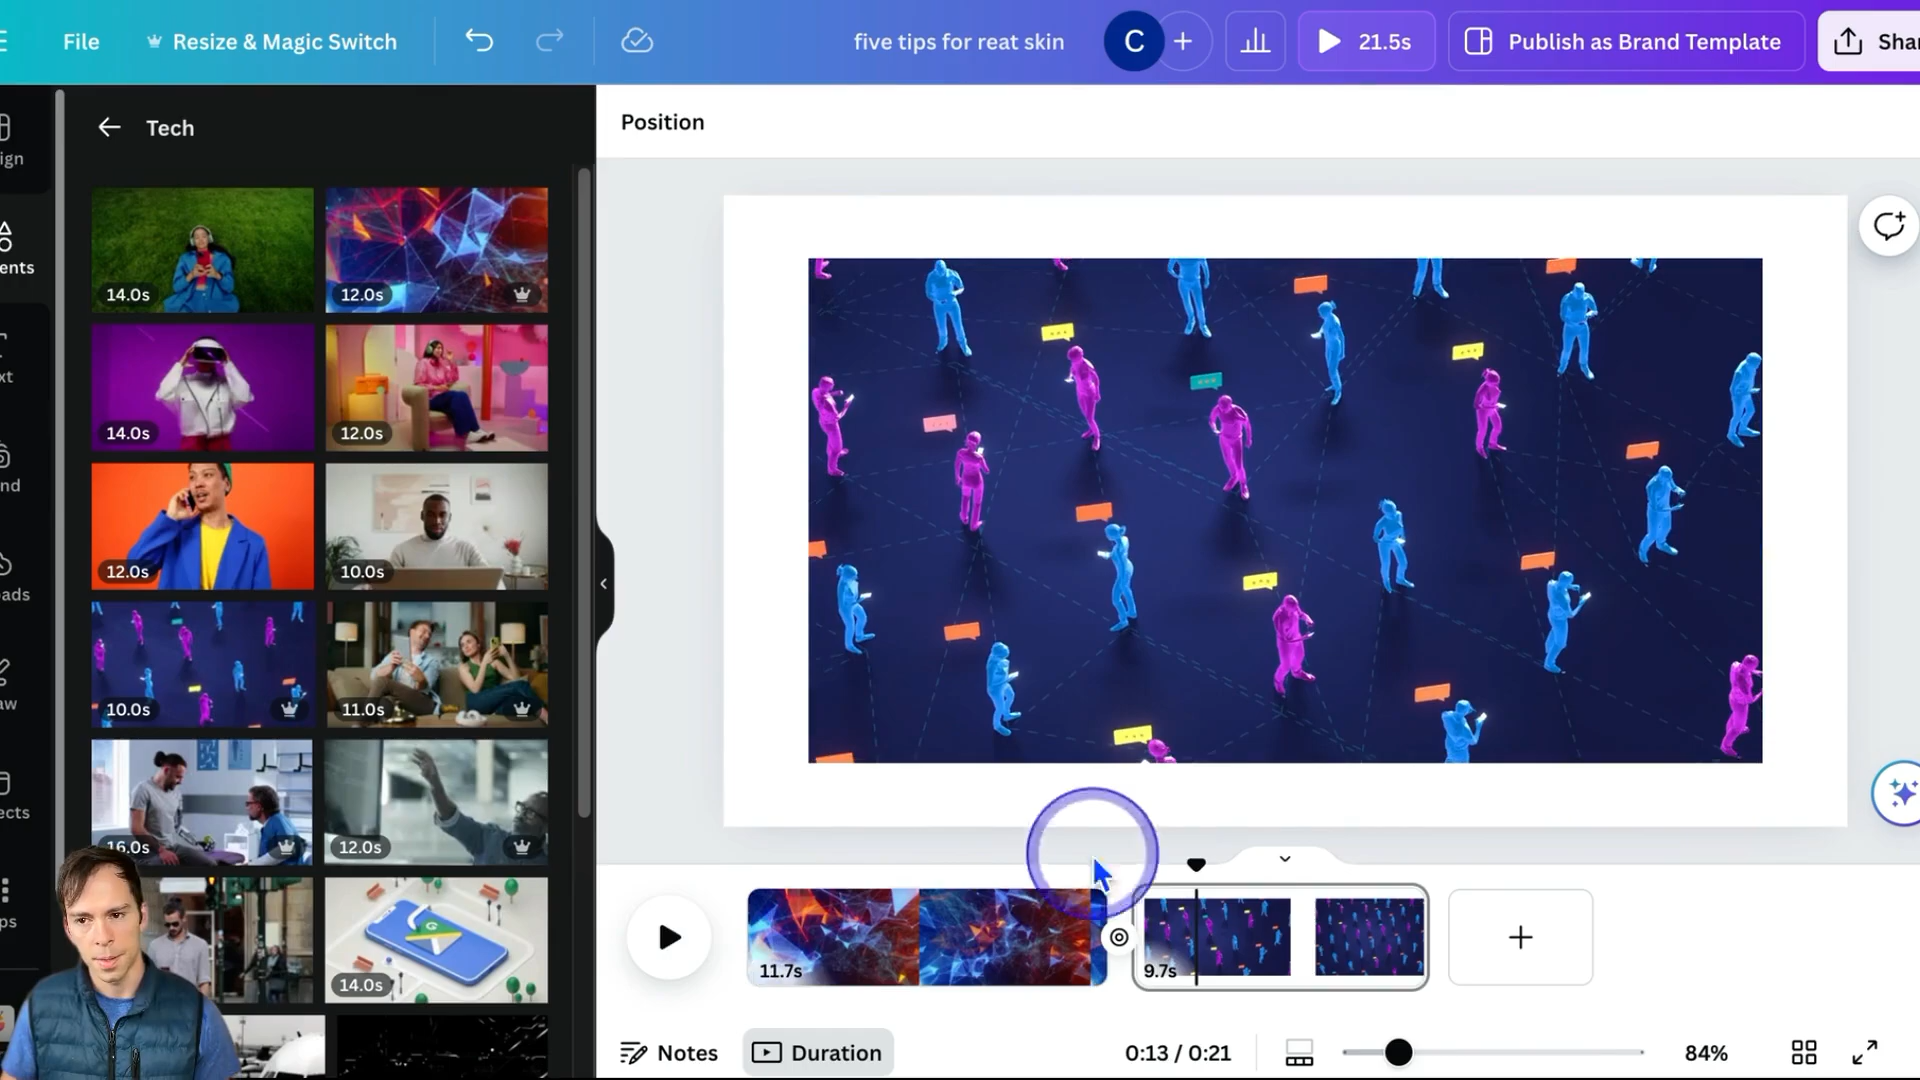 File
Resize & Magic Switch
five tips for reat skin
C
21.5s
Publish as Brand Template
Shar
ign
ents
xt
nd
ads
aw
ects
ps
Tech
14.0s
12.0s
14.0s
12.0s
12.0s
10.0s
10.0s
11.0s
16.0s
12.0s
14.0s
Position
11.7s
9.7s
Notes
Duration
0:13 / 0:21
84%